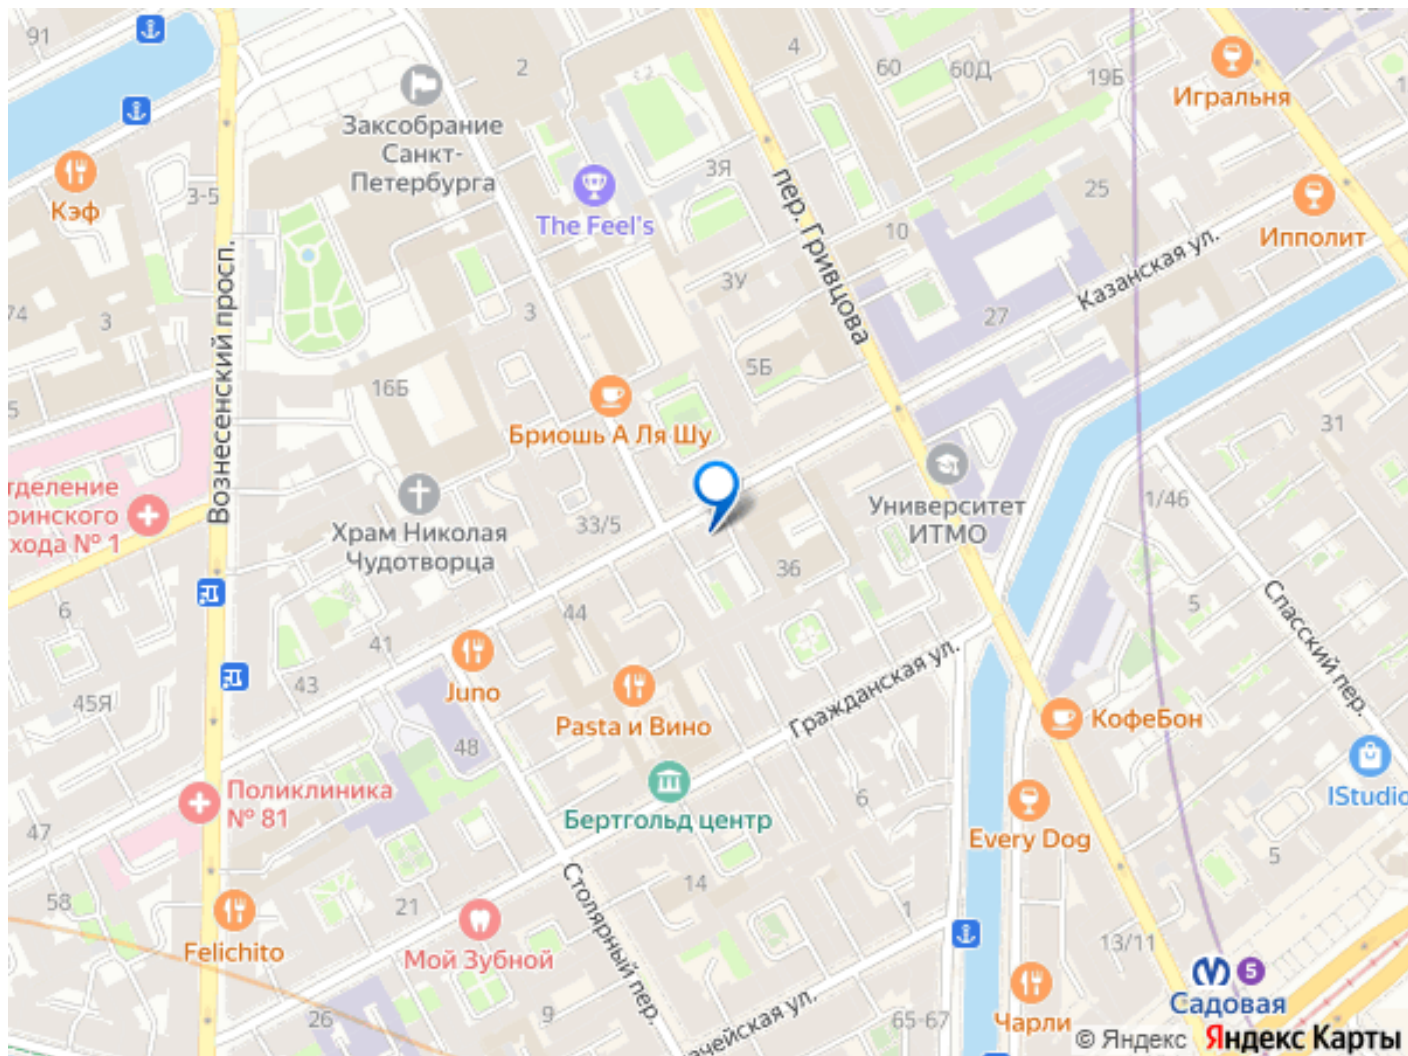 91
2
4
60
60Д
19Б
Игральня
Заксобрание
Санкт-
Петербурга
3-5
Кэф
The Feel's
3Я
пер. Гривцова
10
25
Ипполит
Казанская ул.
Вознесенский просп.
74
3
3
3У
27
5Б
16Б
5
Бриошь А Ля Шу
31
тделение
ринского
хода № 1
Храм Николая
Чудотворца
33/5
Университет
ИТМО
1/46
36
5
Спасский пер.
6
44
41
43
45Я
Juno
Pasta и Вино
Гражданская ул.
КофеБон
48
Поликлиника
№ 81
Бертгольд центр
6
IStudio
Every Dog
47
5
14
Столярный пер.
58
21
1
Felichito
Мой Зубной
13/11
5
Садовая
26
9
начейская ул.
65-67
Чарли
© Яндекс Яндекс Карты